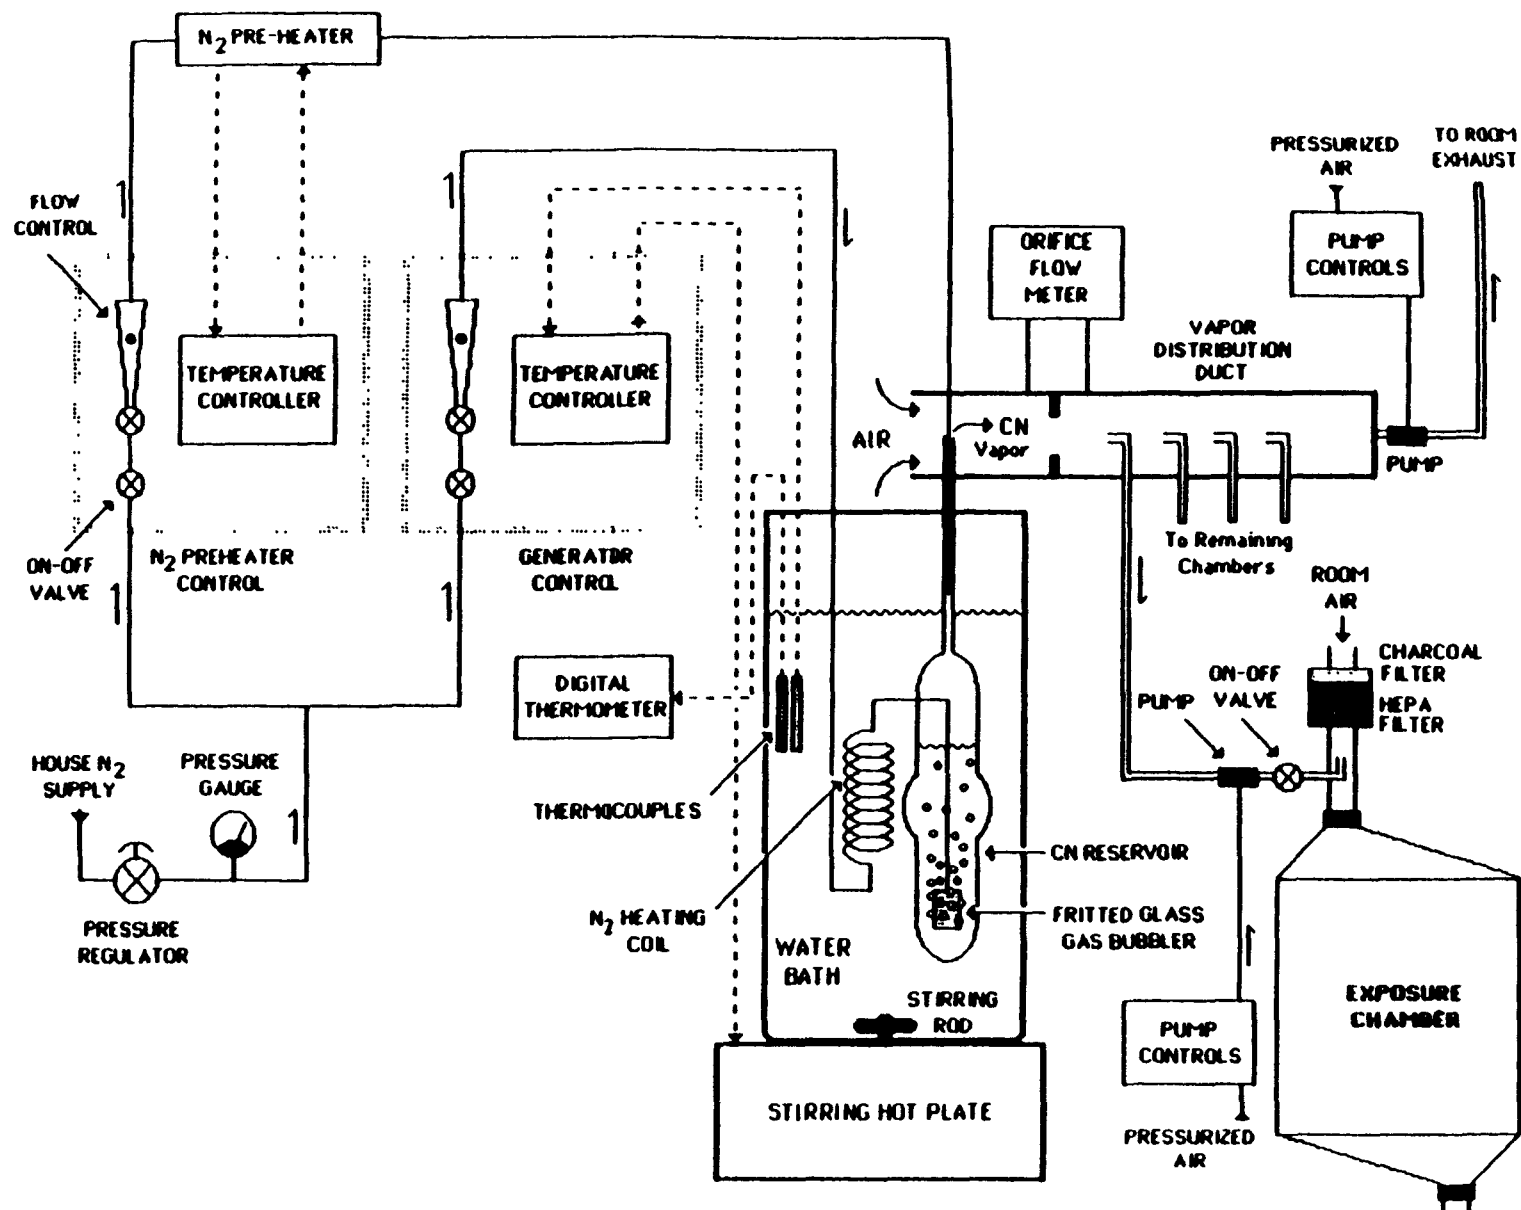 N2 PRE-HEATER
TO ROOM
EXHAUST
PRESSURIZED
AIR
FLOW
CONTROL
ORIFICE
FLOW
METER
PUMP
CONTROLS
VAPOR
DISTRIBUTION
DUCT
TEMPERATURE
CONTROLLER
TEMPERATURE
CONTROLLER
AIR
CN
Vapor
PUMP
To Remaining
Chambers
ON-OFF
VALVE
N2 PREHEATER
CONTROL
GENERATOR
CONTROL
ROOM
AIR
CHARCOAL
FILTER
HEPA
FILTER
ON-OFF
VALVE
PUMP
DIGITAL
THERMOMETER
HOUSE N2
SUPPLY
PRESSURE
GAUGE
THERMOCOUPLES
CN RESERVOIR
PRESSURE
REGULATOR
N2 HEATING
COIL
WATER
BATH
FRITTED GLASS
GAS BUBBLER
STIRRING
ROD
EXPOSURE
CHAMBER
PUMP
CONTROLS
STIRRING HOT PLATE
PRESSURIZED
AIR